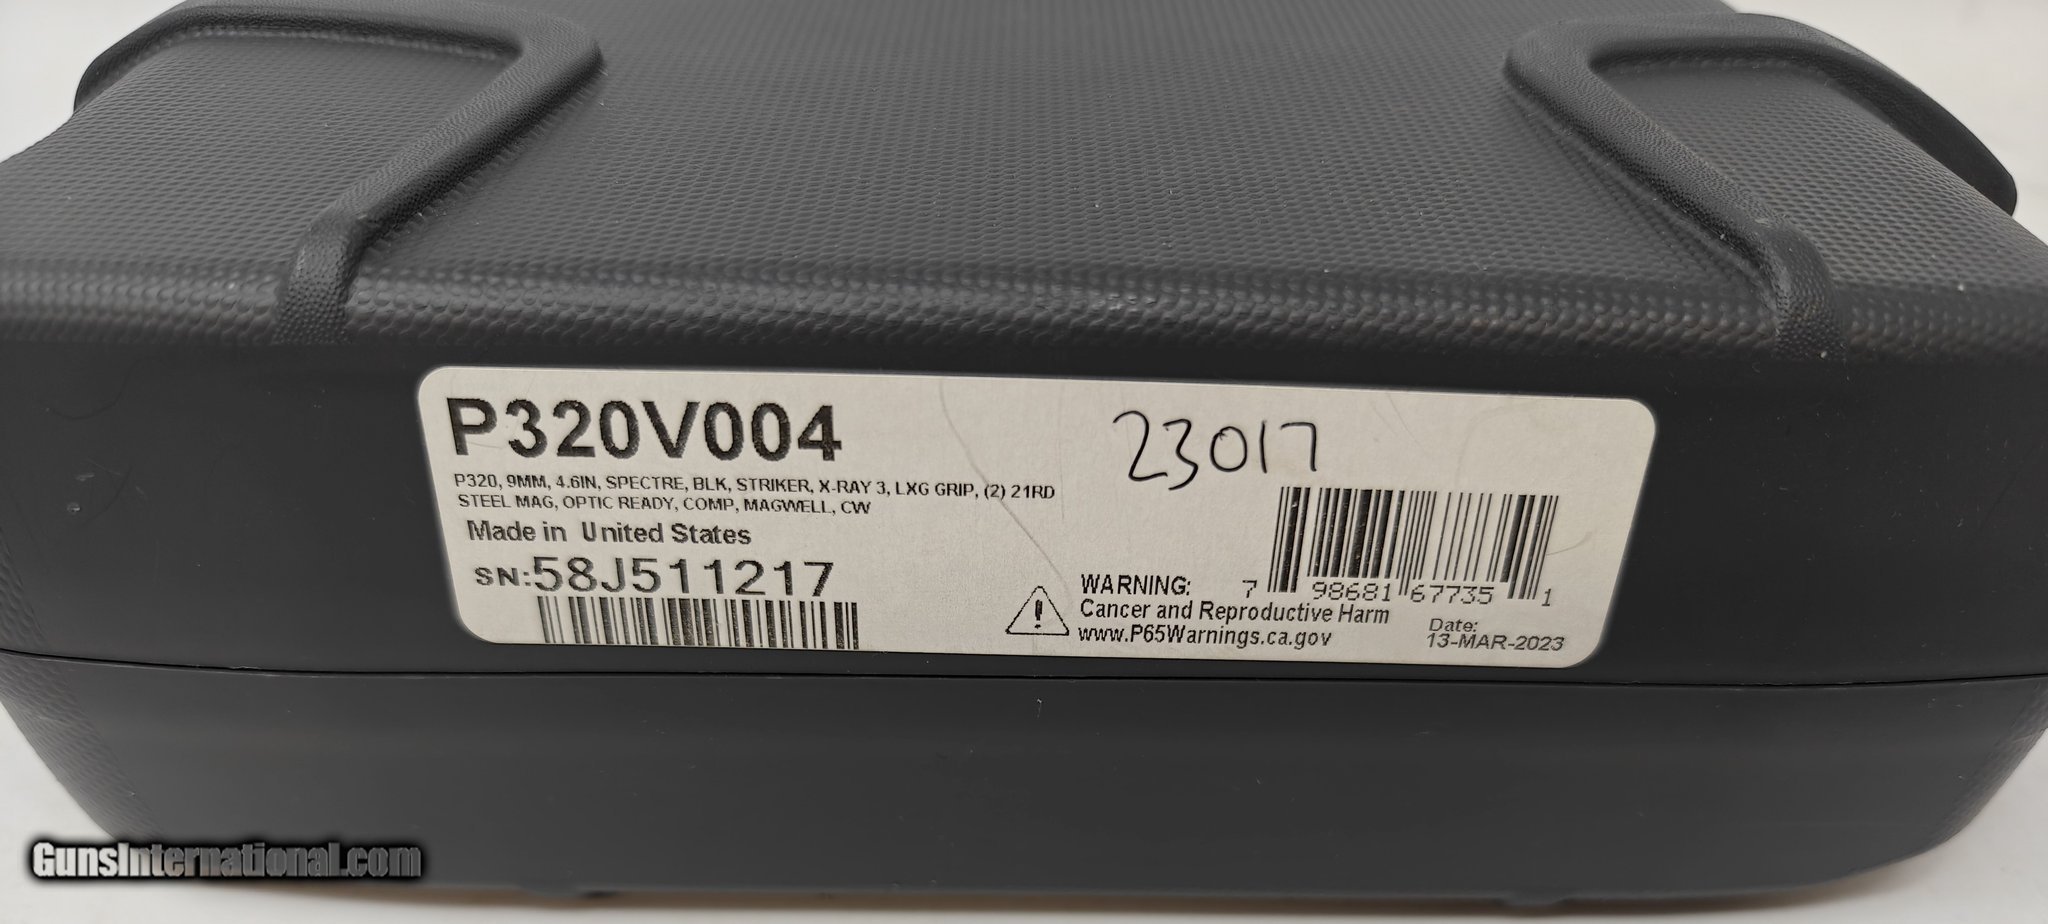 P320V004
23017
P320, 9MM, 4.6IN, SPECTRE, BLK, STRIKER, X-RAY 3, LXG GRIP, (2) 21RD
STEEL MAG, OPTIC READY, COMP, MAGWELL, CW
Made in United States
SN:58J511217
WARNING:
Cancer and Reproductive Harm
www.P65Warnings.ca.gov
7 98681 67735 1
Date:
13-MAR-2023
GunsInternational.com